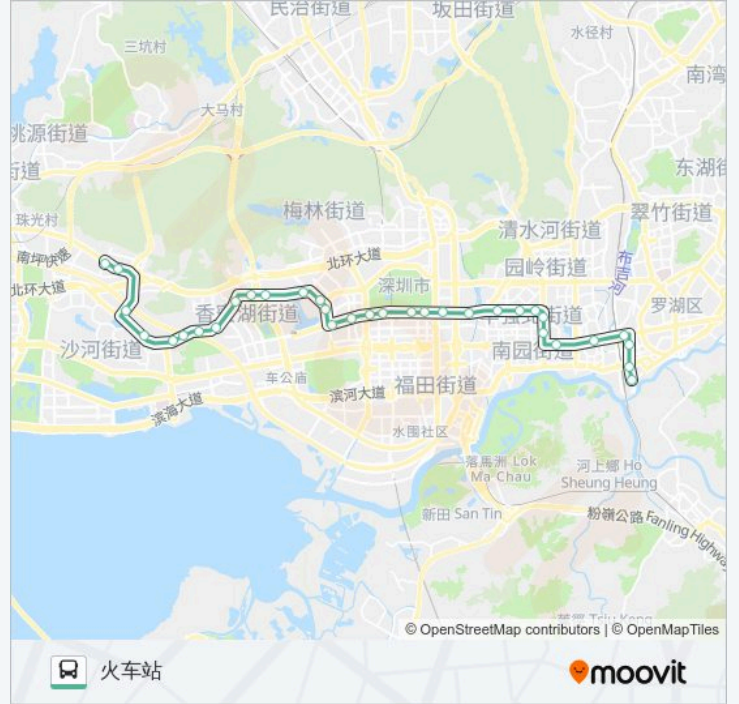 民治街道
坂田街道
三坑村
水径村
南湾
大马村
桃源街道
街道
东湖街
梅林街道
翠竹街道
珠光村
清水河街道
南坪快速
北环大道
布吉河
园岭街道
深圳市
北环大道
罗湖区
香 湖街道
街道
沙河街道
南园街道
车公庙
福田街道
滨河大道
滨海大道
水围社区
落馬洲 Lok
Ma Chau
河上鄉 Ho
Sheung Heung
新田 San Tin
粉嶺公路 Fanling Highway
© OpenStreetMap contributors | © OpenMapTiles
火车站
moovit